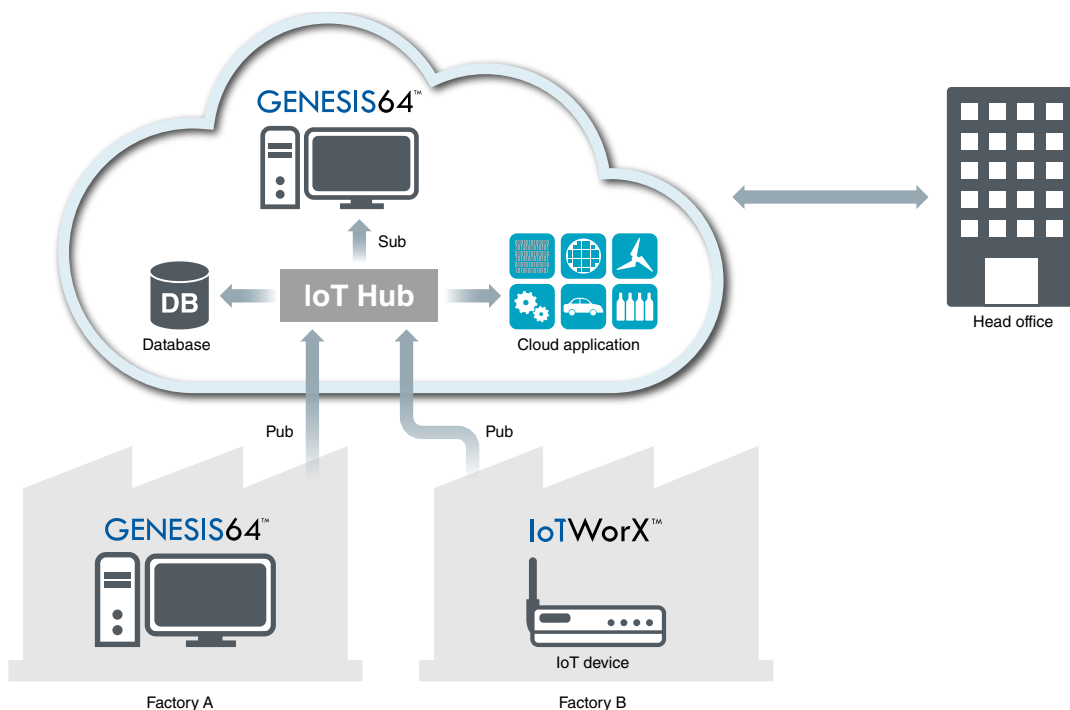 GENESIS64™
Sub
DB
IoT Hub
Database
Cloud application
Head office
Pub
Pub
GENESIS64™
IoTWorX™
IoT device
Factory A
Factory B